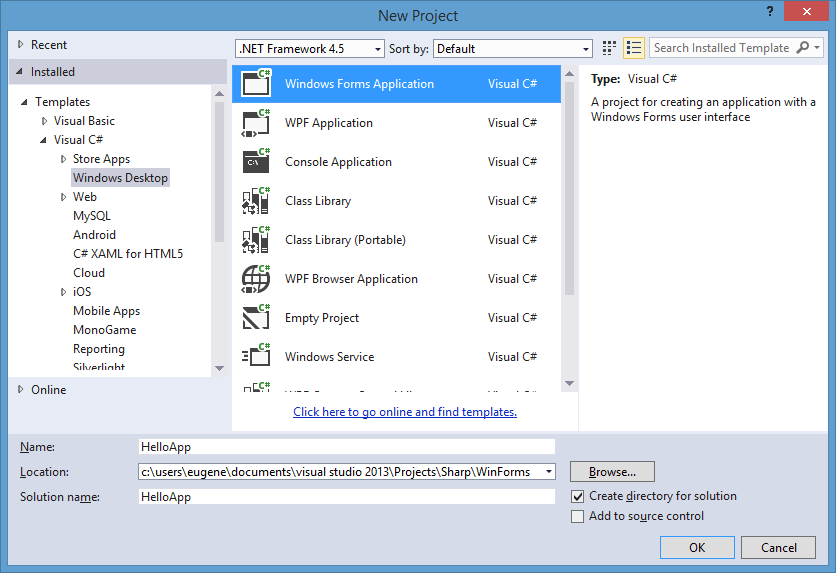 New Project
?
Recent
Installed
Templates
Visual Basic
Visual C#
Store Apps
Windows Desktop
Web
MySQL
Android
C# XAML for HTML5
Cloud
iOS
Mobile Apps
MonoGame
Reporting
Silverlight
Online
.NET Framework 4.5 Sort by: Default
Search Installed Template
C# Windows Forms Application Visual C#
C# WPF Application Visual C#
C# C:\ Console Application Visual C#
C# Class Library Visual C#
C# Class Library (Portable) Visual C#
C# WPF Browser Application Visual C#
C# Empty Project Visual C#
C# Windows Service Visual C#
C#
Click here to go online and find templates.
Type: Visual C#
A project for creating an application with a
Windows Forms user interface
Name: HelloApp
Location: c:\users\eugene\documents\visual studio 2013\Projects\Sharp\WinForms Browse...
Solution name: HelloApp
Create directory for solution
Add to source control
OK Cancel